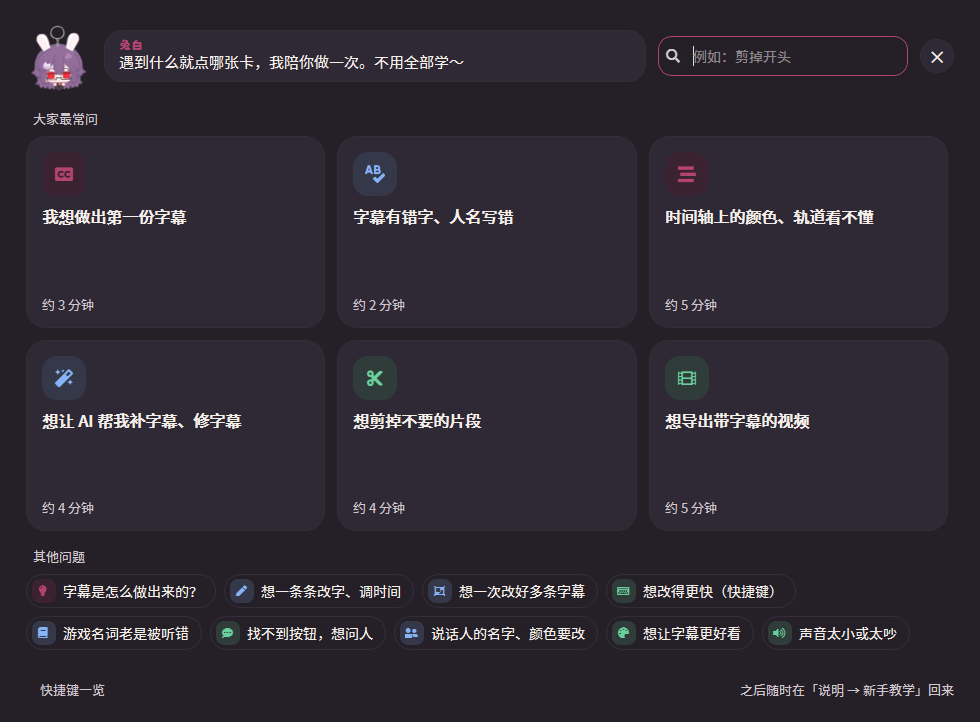 兔白
遇到什么就点哪张卡，我陪你做一次。不用全部学～
例如：剪掉开头
大家最常问
CC
我想做出第一份字幕
约 3 分钟
AB
字幕有错字、人名写错
约 2 分钟
时间轴上的颜色、轨道看不懂
约 5 分钟
想让 AI 帮我补字幕、修字幕
约 4 分钟
想剪掉不要的片段
约 4 分钟
想导出带字幕的视频
约 5 分钟
其他问题
字幕是怎么做出来的？
想一条条改字、调时间
想一次改好多条字幕
想改得更快（快捷键）
游戏名词老是被听错
找不到按钮，想问人
说话人的名字、颜色要改
想让字幕更好看
声音太小或太吵
快捷键一览
之后随时在「说明 → 新手教学」回来